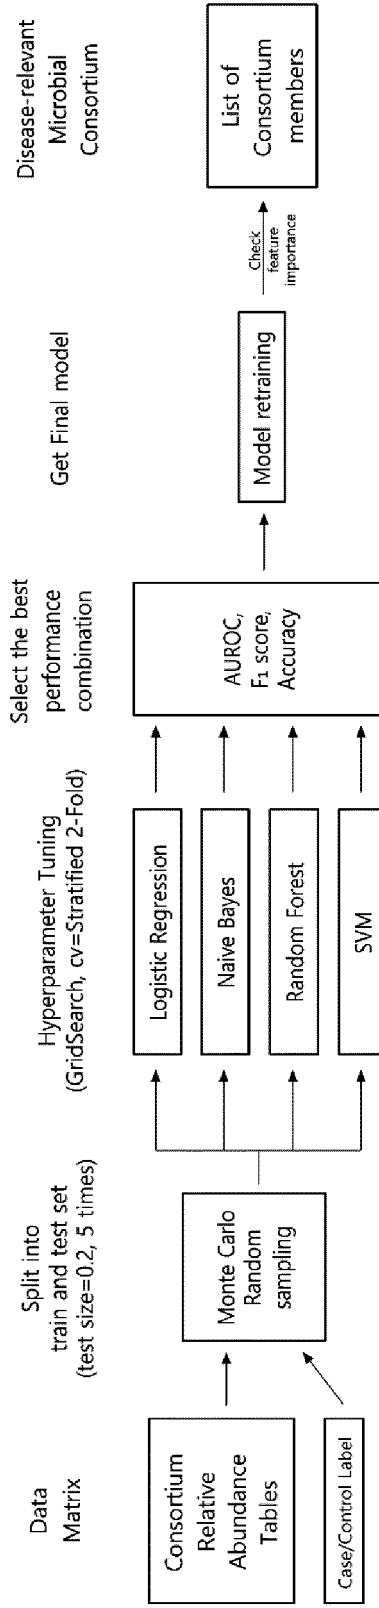 Data
Matrix
Consortium
Relative
Abundance
Tables
Case/Control Label
Split into
train and test set
(test size=0.2, 5 times)
Monte Carlo
Random
sampling
Hyperparameter Tuning
(GridSearch, cv=Stratified 2-Fold)
Logistic Regression
Naive Bayes
Random Forest
SVM
Select the best
performance
combination
AUROC,
F₁ score,
Accuracy
Get Final model
Model retraining
Check
feature
importance
Disease-relevant
Microbial
Consortium
List of
Consortium
members